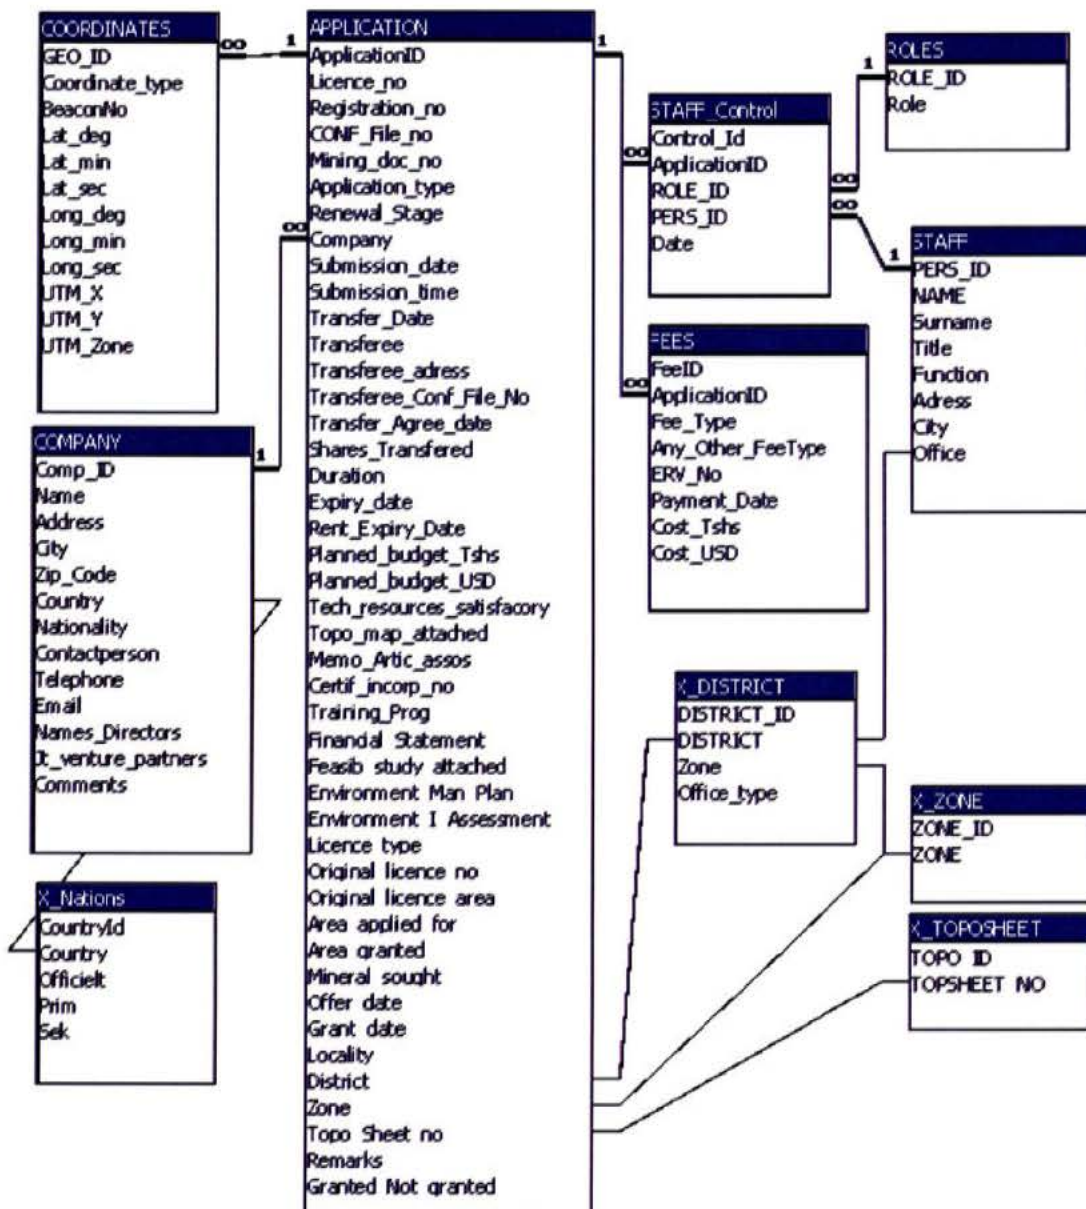 COORDINATES
GEO_ID
Coordinate_type
BeaconNo
Lat_deg
Lat_min
Lat_sec
Long_deg
Long_min
Long_sec
UTM_X
UTM_Y
UTM_Zone
COMPANY
Comp_ID
Name
Address
City
Zip_Code
Country
Nationality
Contactperson
Telephone
Email
Names_Directors
Jt_venture_partners
Comments
X_Nations
CountryId
Country
Officielt
Prim
Sek
∞
1
1
∞
APPLICATION
ApplicationID
Licence_no
Registration_no
CONF_File_no
Mining_doc_no
Application_type
Renewal_Stage
Company
Submission_date
Submission_time
Transfer_Date
Transferee
Transferee_adress
Transferee_Conf_File_No
Transfer_Agree_date
Shares_Transfered
Duration
Expiry_date
Rent_Expiry_Date
Planned_budget_Tshs
Planned_budget_USD
Tech_resources_satisfacory
Topo_map_attached
Memo_Artic_assos
Certif_incorp_no
Training_Prog
Financial Statement
Feasib study attached
Environment Man Plan
Environment I Assessment
Licence type
Original licence no
Original licence area
Area applied for
Area granted
Mineral sought
Offer date
Grant date
Locality
District
Zone
Topo Sheet no
Remarks
Granted Not granted
1
∞
∞
STAFF_Control
Control_Id
ApplicationID
ROLE_ID
PERS_ID
Date
FEES
FeeID
ApplicationID
Fee_Type
Any_Other_FeeType
ERV_No
Payment_Date
Cost_Tshs
Cost_USD
∞
1
∞
1
ROLES
ROLE_ID
Role
STAFF
PERS_ID
NAME
Surname
Title
Function
Adress
City
Office
X_DISTRICT
DISTRICT_ID
DISTRICT
Zone
Office_type
X_ZONE
ZONE_ID
ZONE
X_TOPOSHEET
TOPO ID
TOPSHEET NO